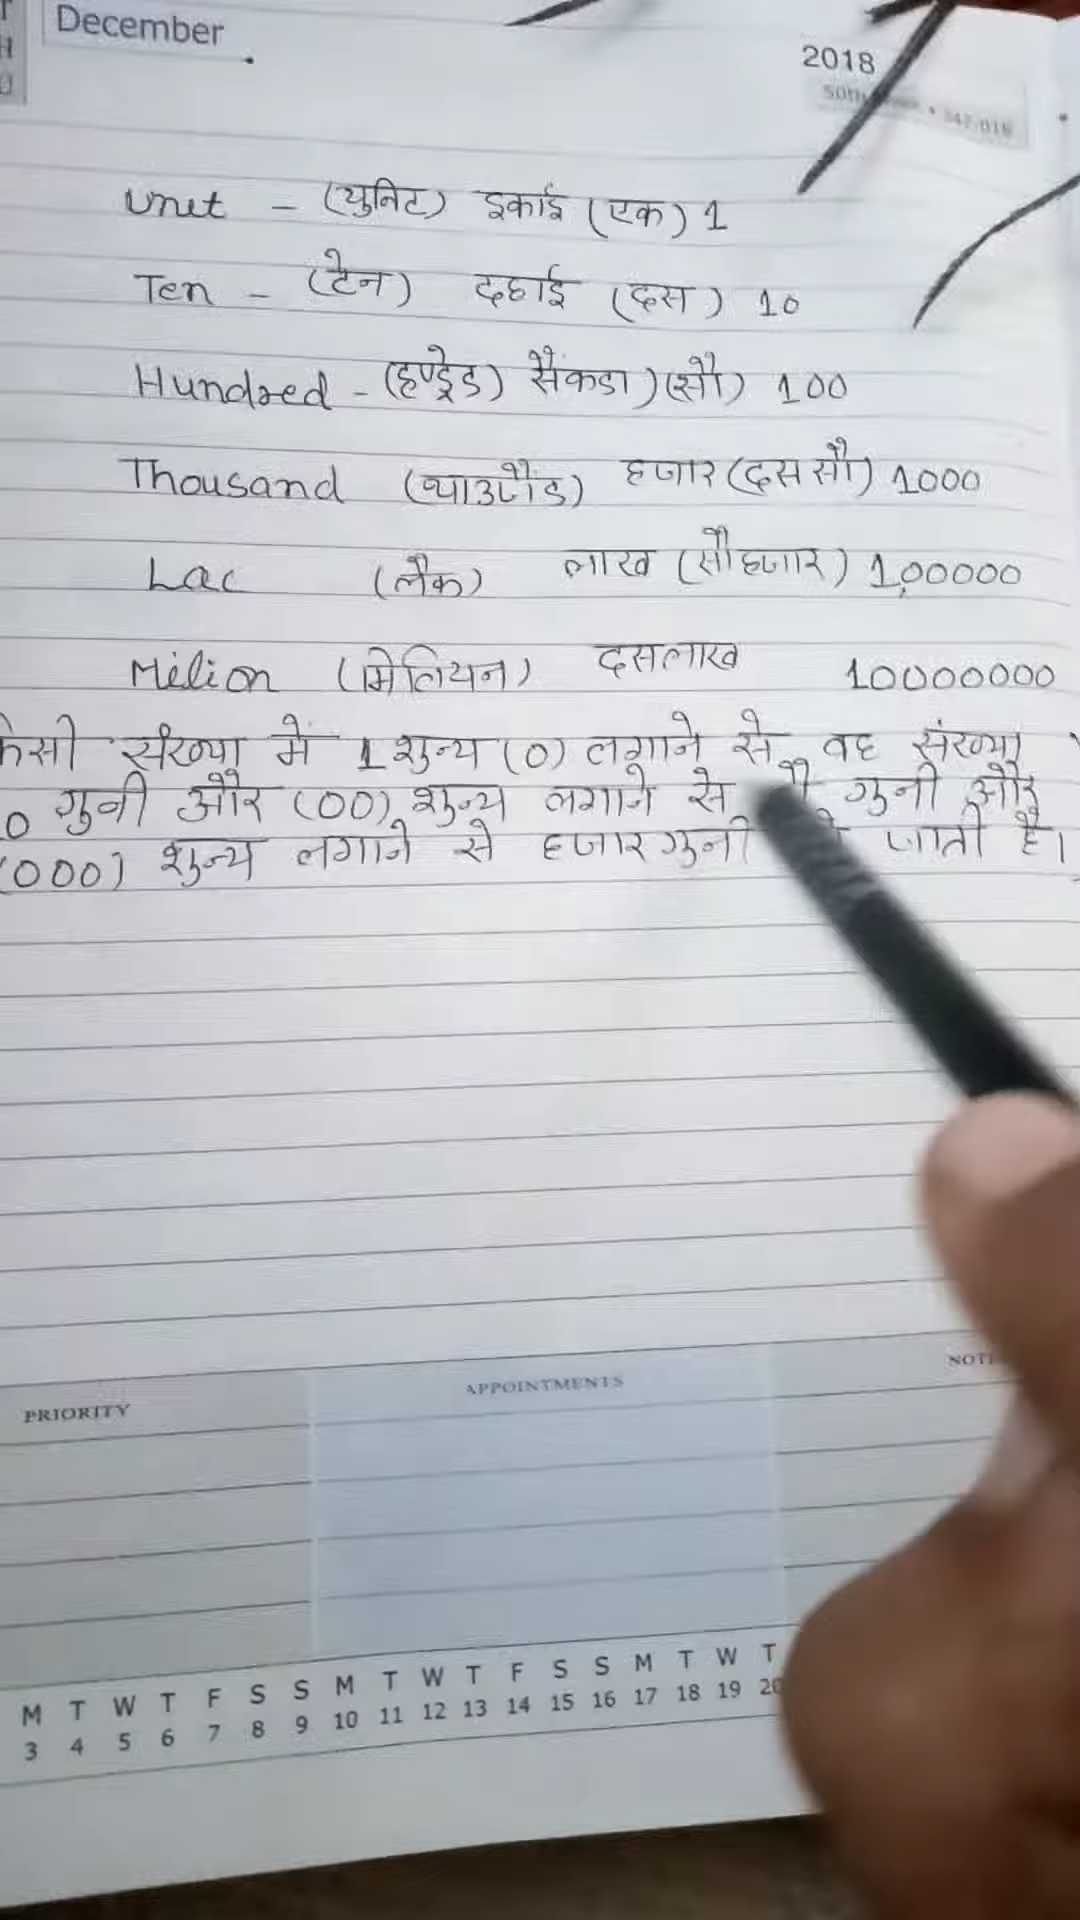 December
2018
unit - (युनिट) इकाई (एक) 1
Ten - (टेन) दहाई (दस) 10
Hundred - (हण्ड्रेड) सैंकडा) (सौ) 100
Thousand (थाउजैंड) हजार (दस सौ) 1000
Lac (लैक) लाख (सौ हजार) 1,00000
Milion (मिलियन) दसलाख 10000000
केसी संख्या में 1 शुन्य (0) लगाने से वह संख्या
0 गुनी और (00) शुन्य लगाने से गुनी और
(000) शुन्य लगाने से हजार गुनी जाती है।
PRIORITY
APPOINTMENTS
M T W T F S S M T W T F S S M T W T
3 4 5 6 7 8 9 10 11 12 13 14 15 16 17 18 19 20